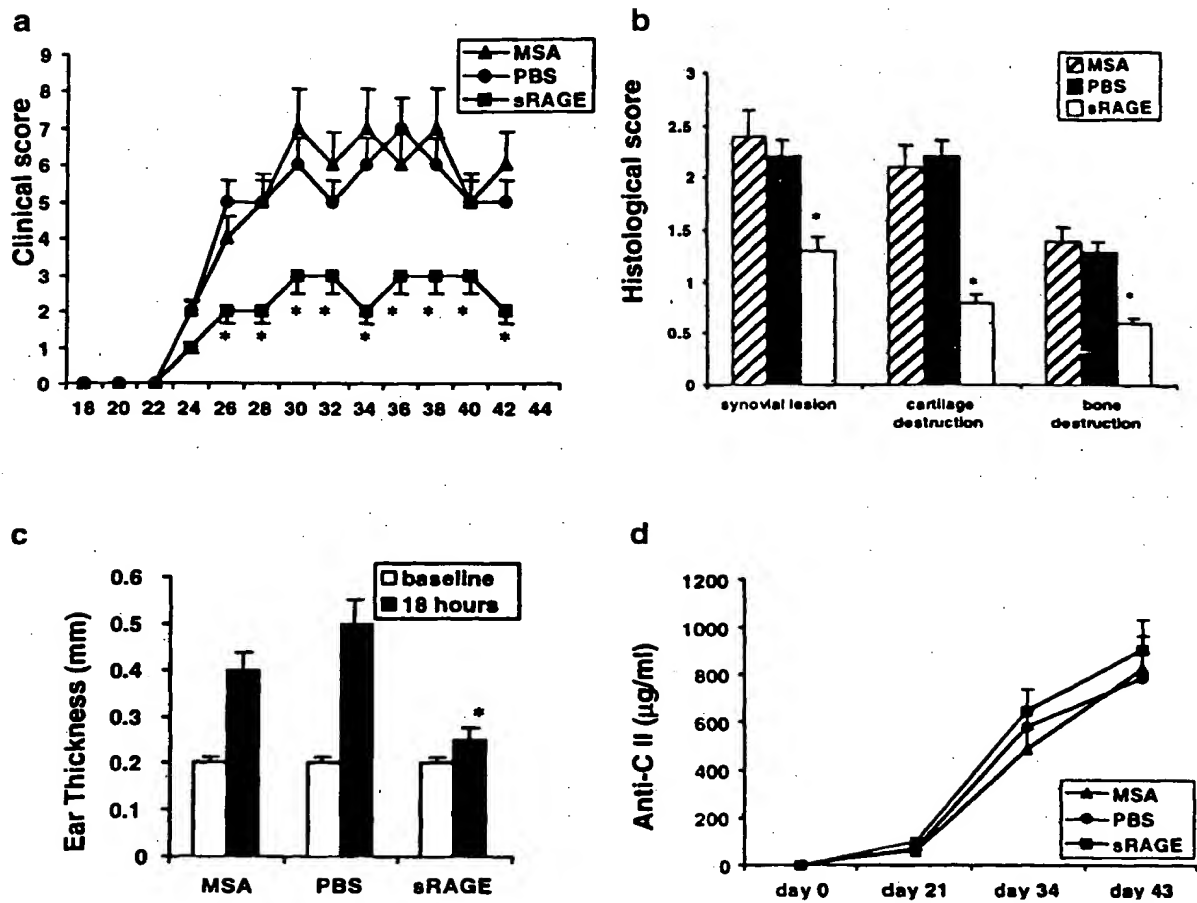 a
Clinical score
9
8
7
6
5
4
3
2
1
0
MSA
PBS
sRAGE
* * * * * * * * *
18 20 22 24 26 28 30 32 34 36 38 40 42 44
b
Histological score
3
2.5
2
1.5
1
0.5
0
MSA
PBS
sRAGE
*
*
*
synovial lesion
cartilage
destruction
bone
destruction
c
Ear Thickness (mm)
0.6
0.5
0.4
0.3
0.2
0.1
0
baseline
18 hours
*
MSA PBS sRAGE
d
Anti-C II (µg/ml)
1200
1000
800
600
400
200
0
MSA
PBS
sRAGE
day 0 day 21 day 34 day 43